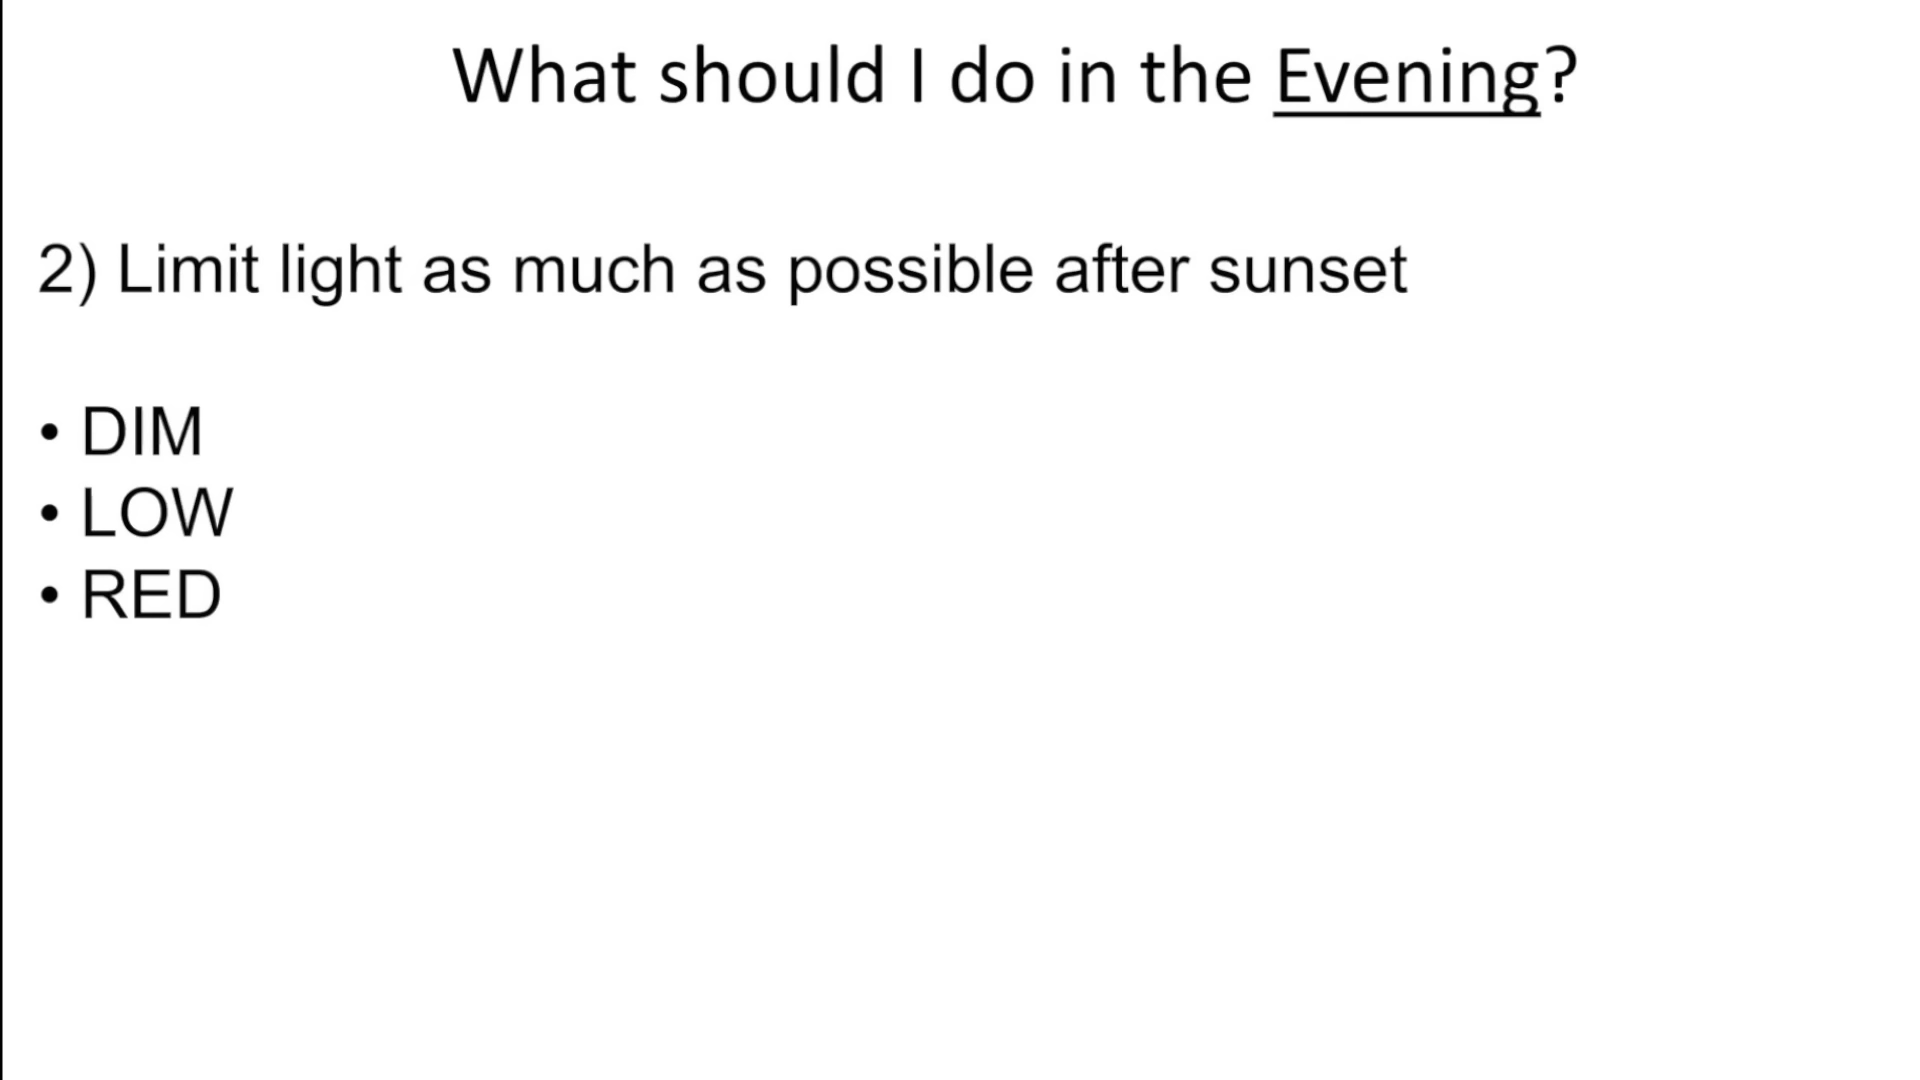 What should I do in the Evening?
2) Limit light as much as possible after sunset
• DIM
• LOW
• RED